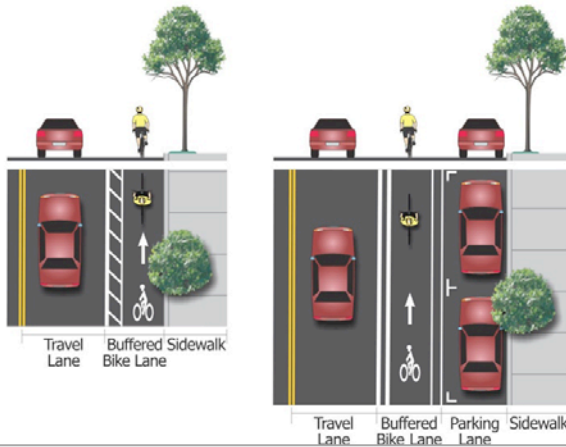 Travel Buffered Sidewalk
Lane Bike Lane
Travel Buffered Parking Sidewalk
Lane Bike Lane Lane